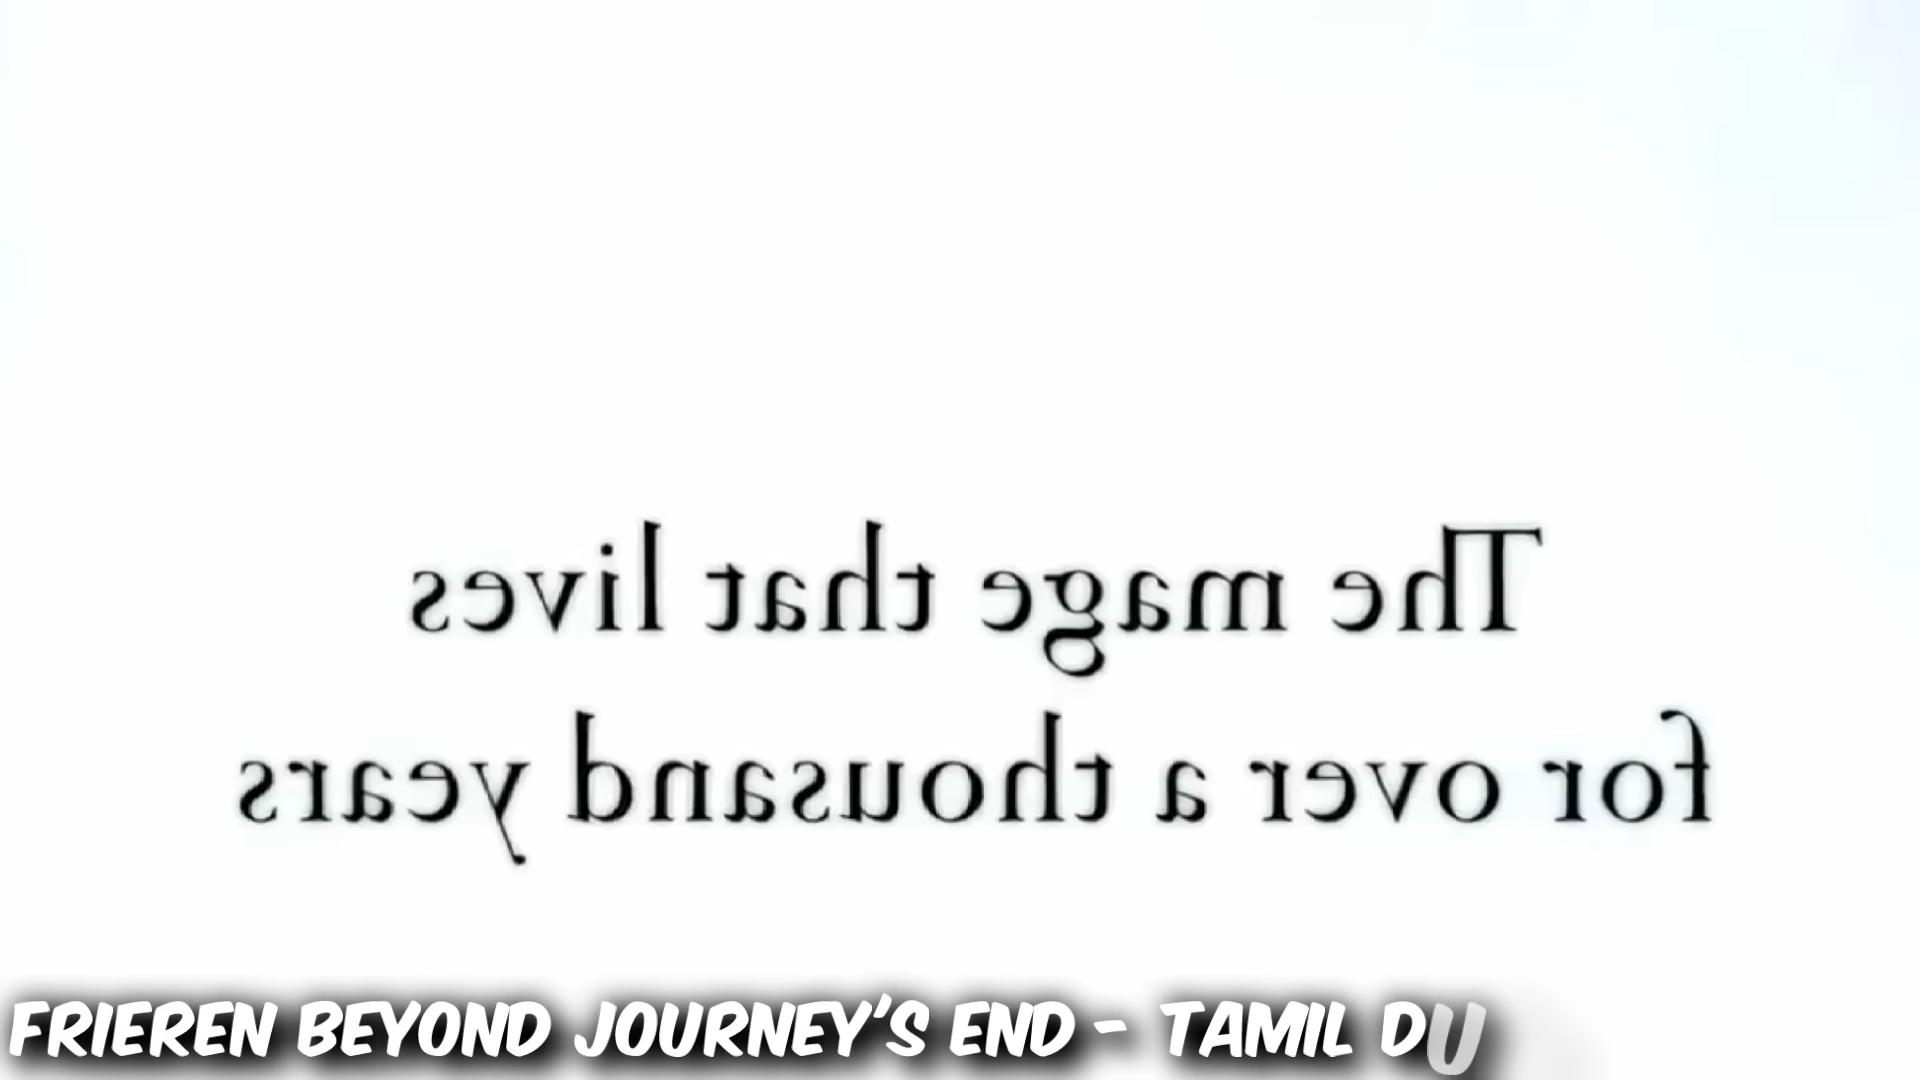 The mage that lives
for over a thousand years
FRIEREN BEYOND JOURNEY'S END - TAMIL DU